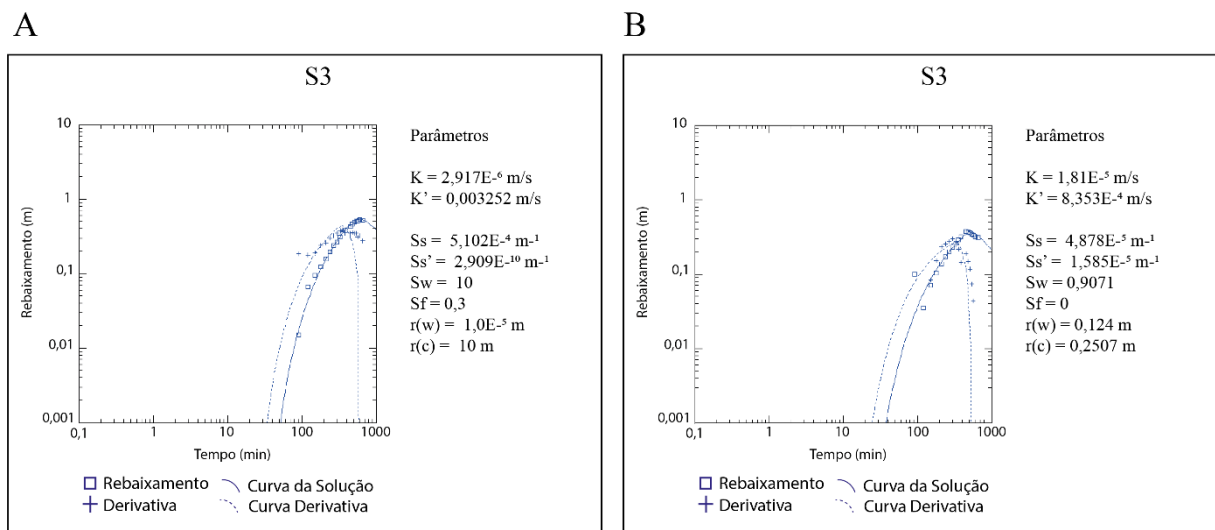 A
S3
10
1
0,1
0,01
0,001
Rebaixamento (m)
0,1
1
10
100
1000
Tempo (min)
Parâmetros
K = 2,917E-⁶ m/s
K' = 0,003252 m/s
Ss = 5,102E-⁴ m-¹
Ss' = 2,909E-¹⁰ m-¹
Sw = 10
Sf = 0,3
r(w) = 1,0E-⁵ m
r(c) = 10 m
Rebaixamento
Curva da Solução
Derivativa
Curva Derivativa
B
S3
10
1
0,1
0,01
0,001
Rebaixamento (m)
0,1
1
10
100
1000
Tempo (min)
Parâmetros
K = 1,81E-⁵ m/s
K' = 8,353E-⁴ m/s
Ss = 4,878E-⁵ m-¹
Ss' = 1,585E-⁵ m-¹
Sw = 0,9071
Sf = 0
r(w) = 0,124 m
r(c) = 0,2507 m
Rebaixamento
Curva da Solução
Derivativa
Curva Derivativa